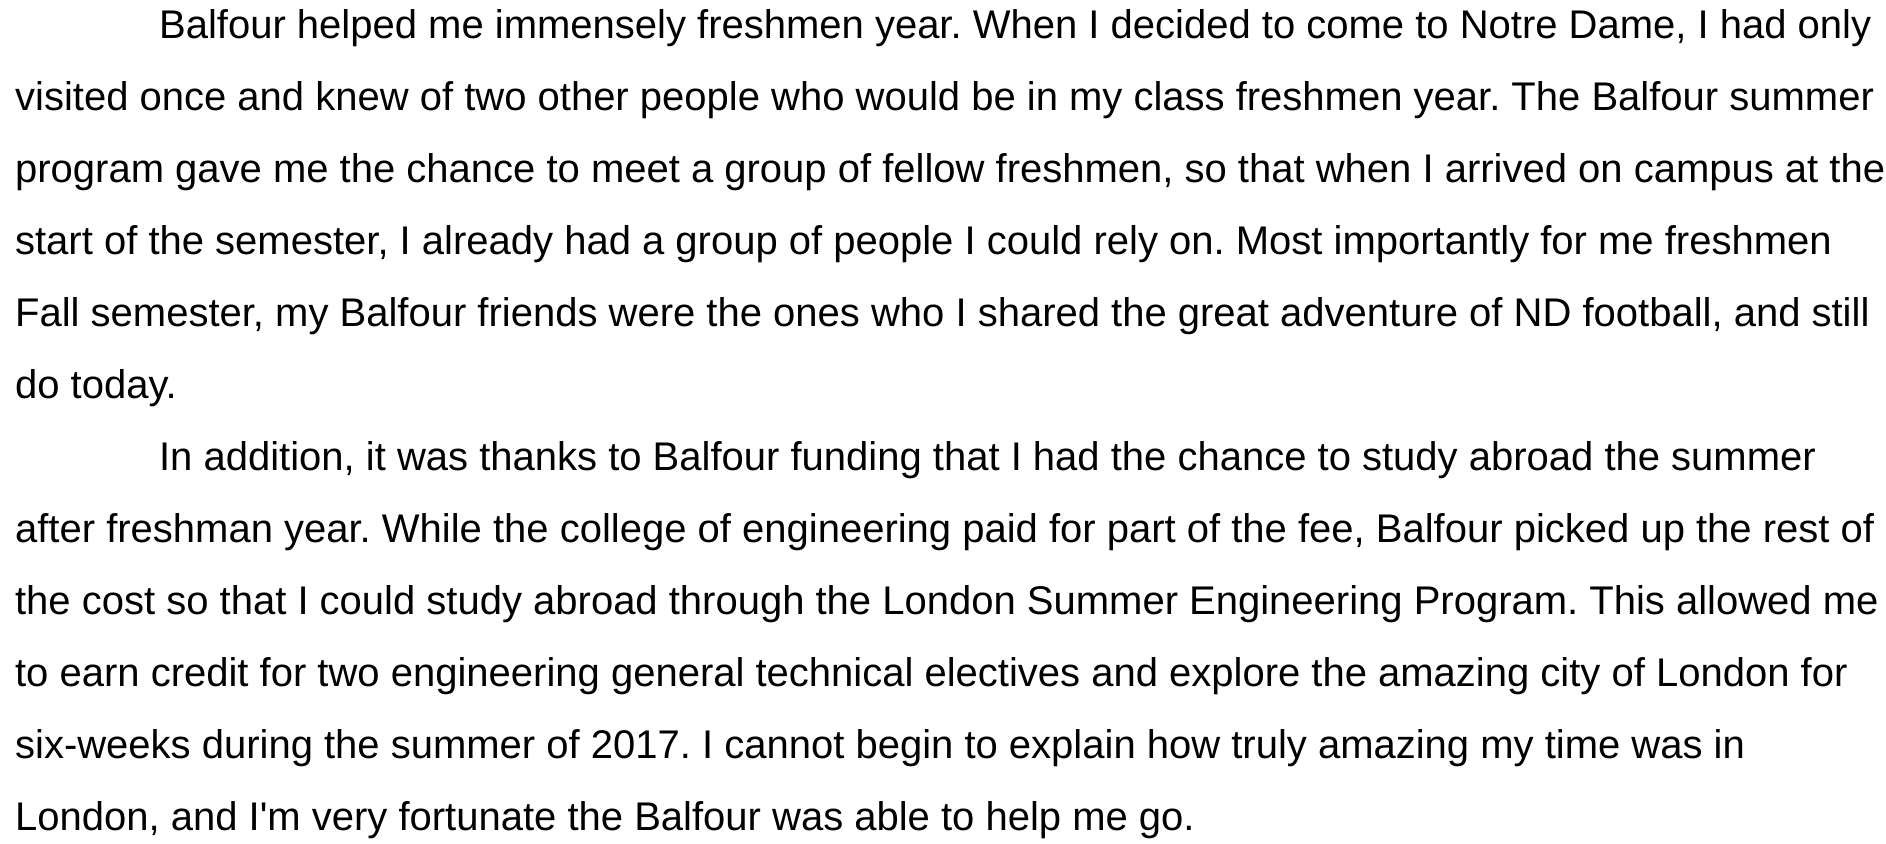 Balfour helped me immensely freshmen year. When I decided to come to Notre Dame, I had only
visited once and knew of two other people who would be in my class freshmen year. The Balfour summer
program gave me the chance to meet a group of fellow freshmen, so that when I arrived on campus at the
start of the semester, I already had a group of people I could rely on. Most importantly for me freshmen
Fall semester, my Balfour friends were the ones who I shared the great adventure of ND football, and still
do today.
In addition, it was thanks to Balfour funding that I had the chance to study abroad the summer
after freshman year. While the college of engineering paid for part of the fee, Balfour picked up the rest of
the cost so that I could study abroad through the London Summer Engineering Program. This allowed me
to earn credit for two engineering general technical electives and explore the amazing city of London for
six-weeks during the summer of 2017. I cannot begin to explain how truly amazing my time was in
London, and I'm very fortunate the Balfour was able to help me go.